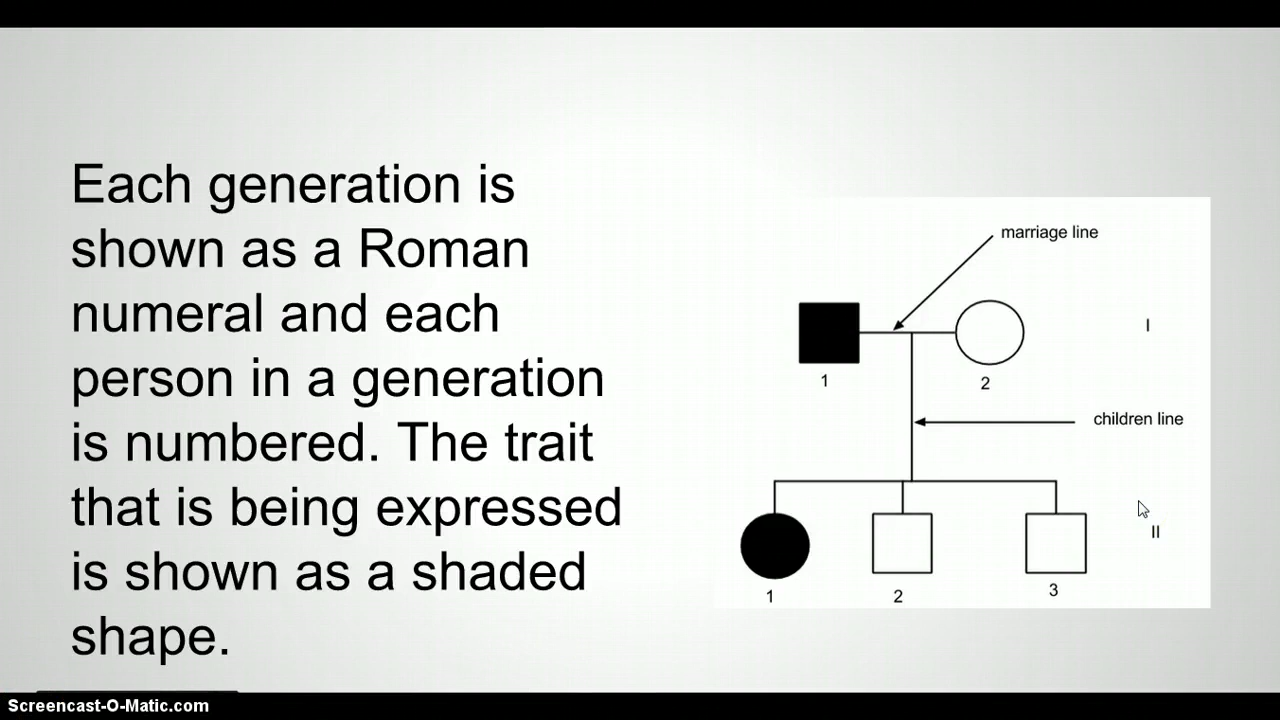 Each generation is
shown as a Roman
numeral and each
person in a generation
is numbered. The trait
that is being expressed
is shown as a shaded
shape.
marriage line
I
1
2
children line
II
1
2
3
Screencast-O-Matic.com